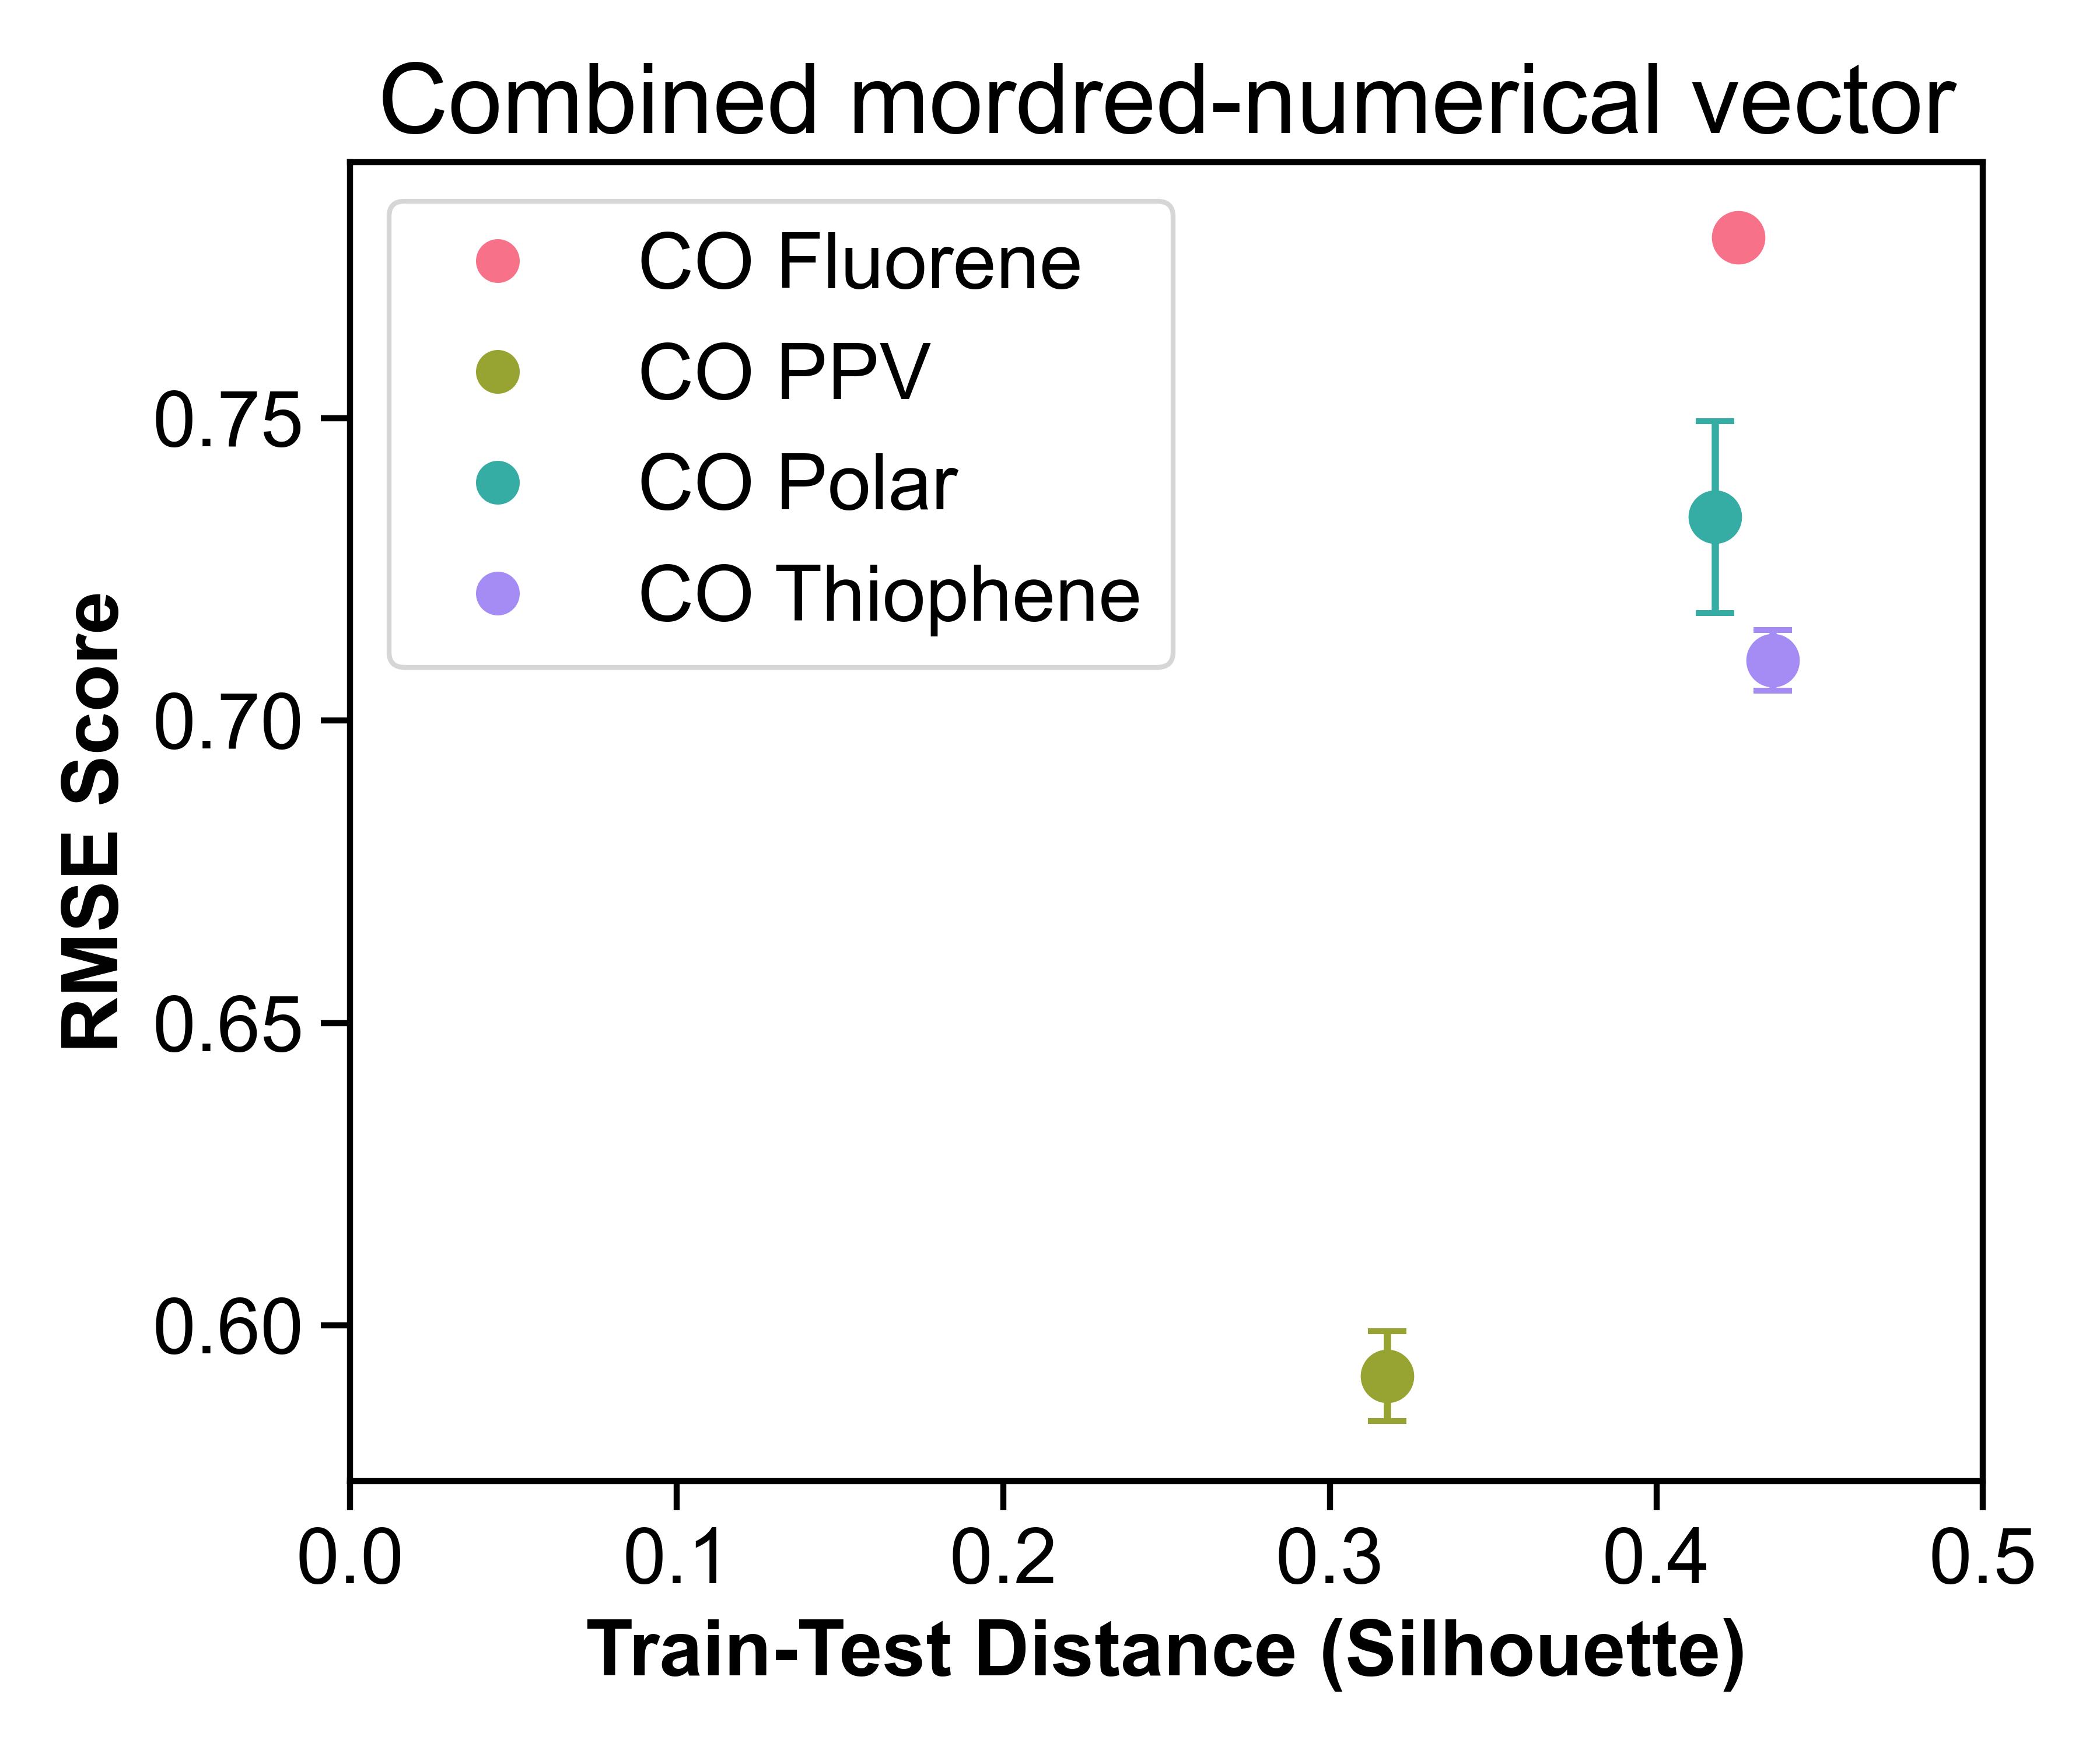 Combined mordred-numerical vector
CO Fluorene
CO PPV
CO Polar
CO Thiophene
RMSE Score
0.75
0.70
0.65
0.60
0.0 0.1 0.2 0.3 0.4 0.5
Train-Test Distance (Silhouette)